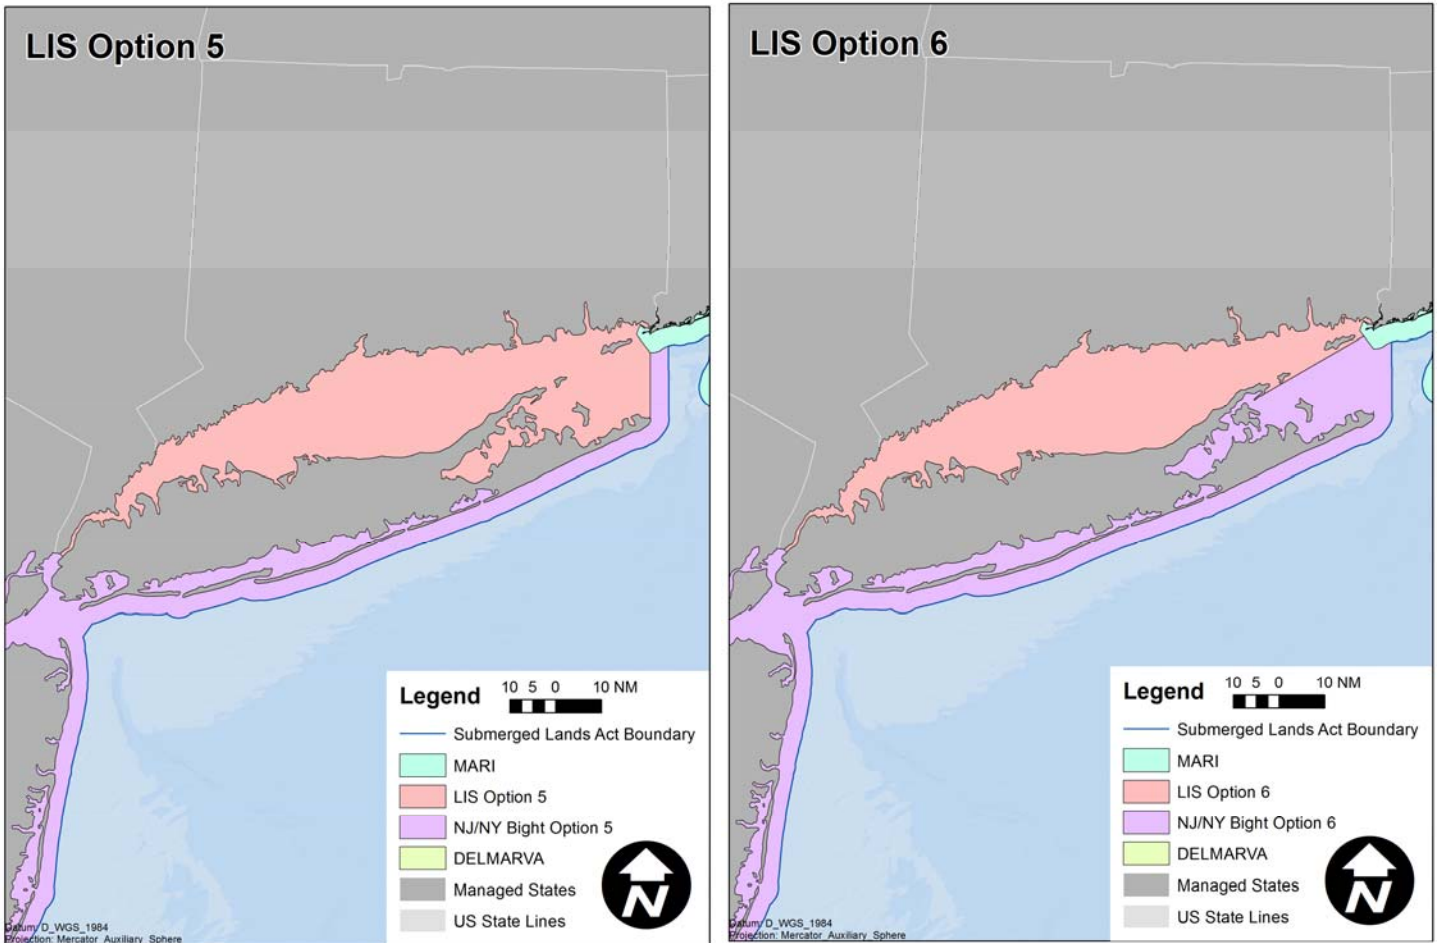 LIS Option 5
Legend
10 5 0 10 NM
Submerged Lands Act Boundary
MARI
LIS Option 5
NJ/NY Bight Option 5
DELMARVA
Managed States
US State Lines
N
Datum: D_WGS_1984
Projection: Mercator_Auxiliary_Sphere
LIS Option 6
Legend
10 5 0 10 NM
Submerged Lands Act Boundary
MARI
LIS Option 6
NJ/NY Bight Option 6
DELMARVA
Managed States
US State Lines
N
Datum: D_WGS_1984
Projection: Mercator_Auxiliary_Sphere